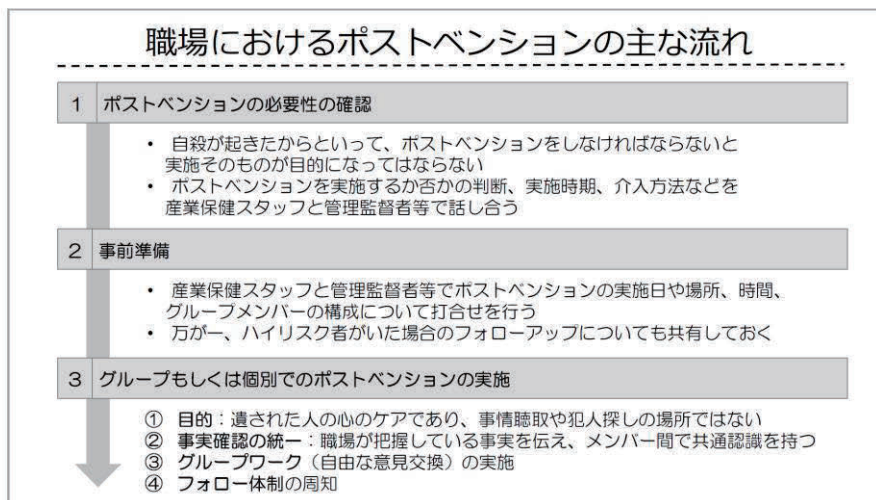 職場におけるポストベンションの主な流れ
1 ポストベンションの必要性の確認
• 自殺が起きたからといって、ポストベンションをしなければならないと
実施そのものが目的になってはならない
• ポストベンションを実施するか否かの判断、実施時期、介入方法などを
産業保健スタッフと管理監督者等で話し合う
2 事前準備
• 産業保健スタッフと管理監督者等でポストベンションの実施日や場所、時間、
グループメンバーの構成について打合せを行う
• 万が一、ハイリスク者がいた場合のフォローアップについても共有しておく
3 グループもしくは個別でのポストベンションの実施
① 目的：遺された人の心のケアであり、事情聴取や犯人探しの場所ではない
② 事実確認の統一：職場が把握している事実を伝え、メンバー間で共通認識を持つ
③ グループワーク（自由な意見交換）の実施
④ フォロー体制の周知